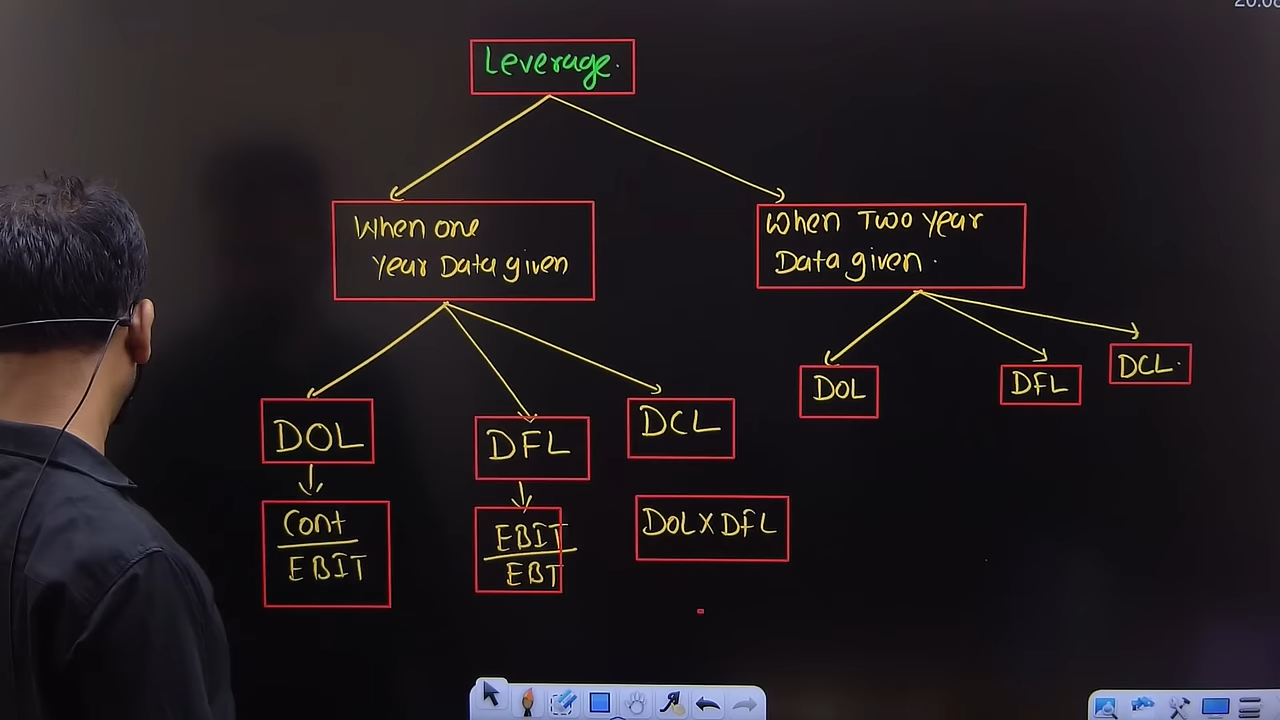 Leverage.
When one
Year Data given
When Two year
Data given.
DOL
DFL
DCL
DOL
DFL
DCL.
Cont
EBIT
EBIT
EBT
DOL X DFL